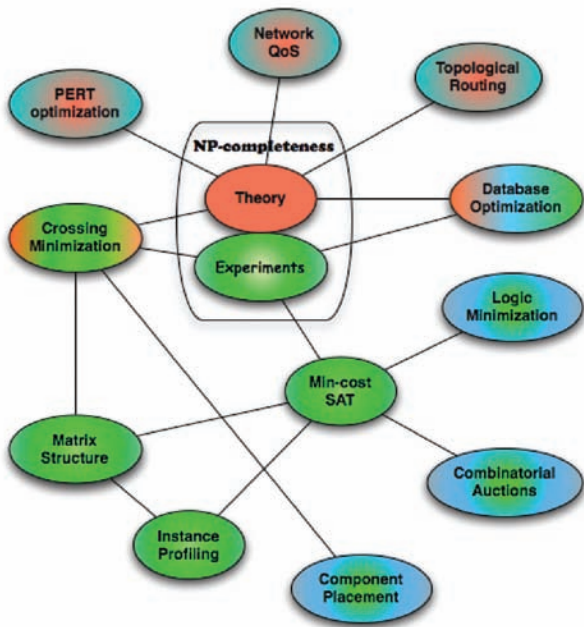 Network
QoS
PERT
optimization
Topological
Routing
NP-completeness
Theory
Database
Optimization
Crossing
Minimization
Experiments
Logic
Minimization
Min-cost
SAT
Matrix
Structure
Combinatorial
Auctions
Instance
Profiling
Component
Placement